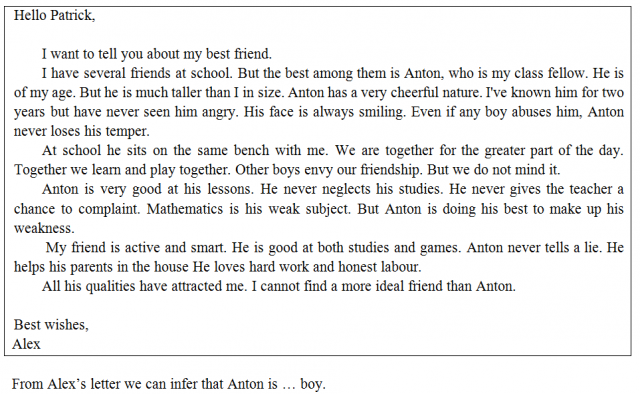 Hello Patrick,
I want to tell you about my best friend.
I have several friends at school. But the best among them is Anton, who is my class fellow. He is
of my age. But he is much taller than I in size. Anton has a very cheerful nature. I've known him for two
years but have never seen him angry. His face is always smiling. Even if any boy abuses him, Anton
never loses his temper.
At school he sits on the same bench with me. We are together for the greater part of the day.
Together we learn and play together. Other boys envy our friendship. But we do not mind it.
Anton is very good at his lessons. He never neglects his studies. He never gives the teacher a
chance to complaint. Mathematics is his weak subject. But Anton is doing his best to make up his
weakness.
My friend is active and smart. He is good at both studies and games. Anton never tells a lie. He
helps his parents in the house He loves hard work and honest labour.
All his qualities have attracted me. I cannot find a more ideal friend than Anton.
Best wishes,
Alex
From Alex's letter we can infer that Anton is … boy.